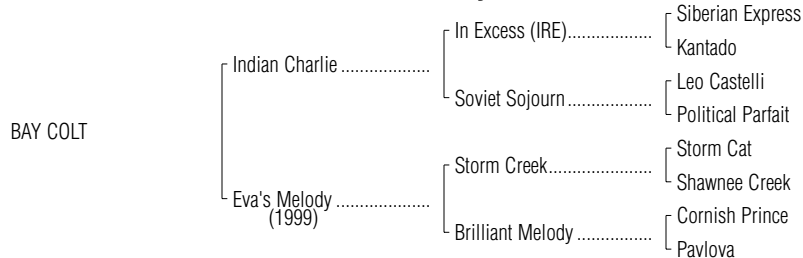 Siberian Express
In Excess (IRE)..................
Kantado
Indian Charlie ...................
Leo Castelli
Soviet Sojourn..................
Political Parfait
BAY COLT
Storm Cat
Storm Creek......................
Shawnee Creek
Eva's Melody ....................
(1999)
Cornish Prince
Brilliant Melody ................
Pavlova